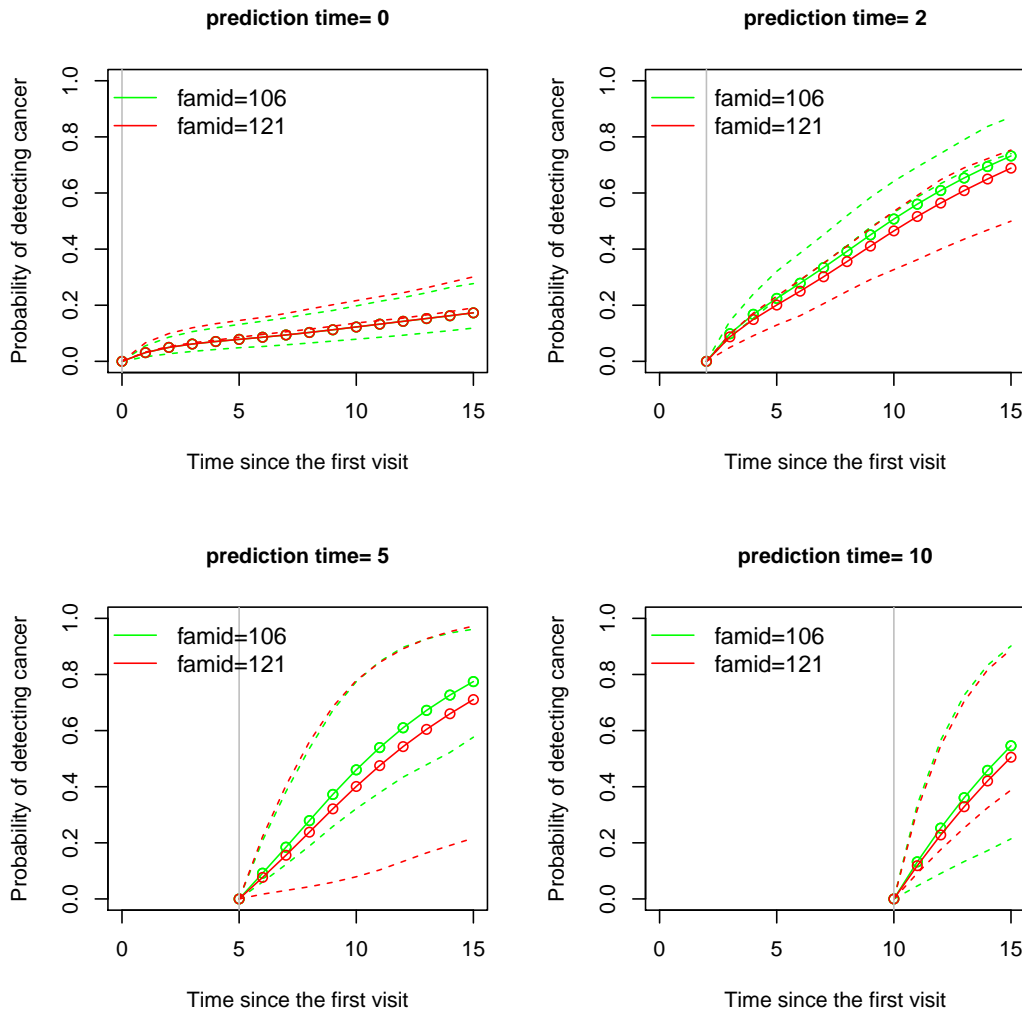 prediction time= 0
Probability of detecting cancer
1.0
0.8
0.6
0.4
0.2
0.0
famid=106
famid=121
0 5 10 15
Time since the first visit
prediction time= 2
Probability of detecting cancer
1.0
0.8
0.6
0.4
0.2
0.0
famid=106
famid=121
0 5 10 15
Time since the first visit
prediction time= 5
Probability of detecting cancer
1.0
0.8
0.6
0.4
0.2
0.0
famid=106
famid=121
0 5 10 15
Time since the first visit
prediction time= 10
Probability of detecting cancer
1.0
0.8
0.6
0.4
0.2
0.0
famid=106
famid=121
0 5 10 15
Time since the first visit